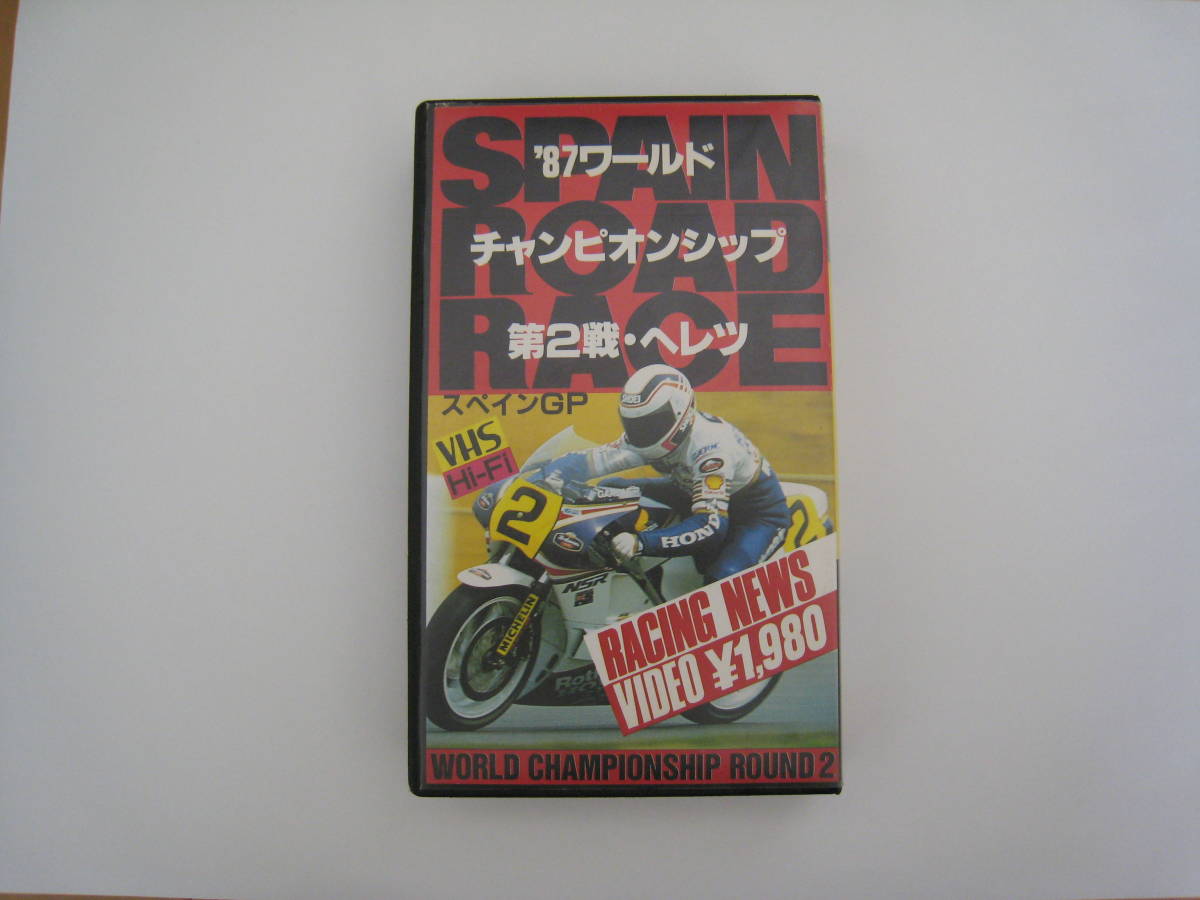 SPAIN
'87ワールド
ROAD
チャンピオンシップ
RACE
第2戦・ヘレツ
スペインGP
VHS
Hi-Fi
SHOEI
2
HONDA
2
NSR
MICHELIN
RACING NEWS
VIDEO ¥1,980
WORLD CHAMPIONSHIP ROUND 2